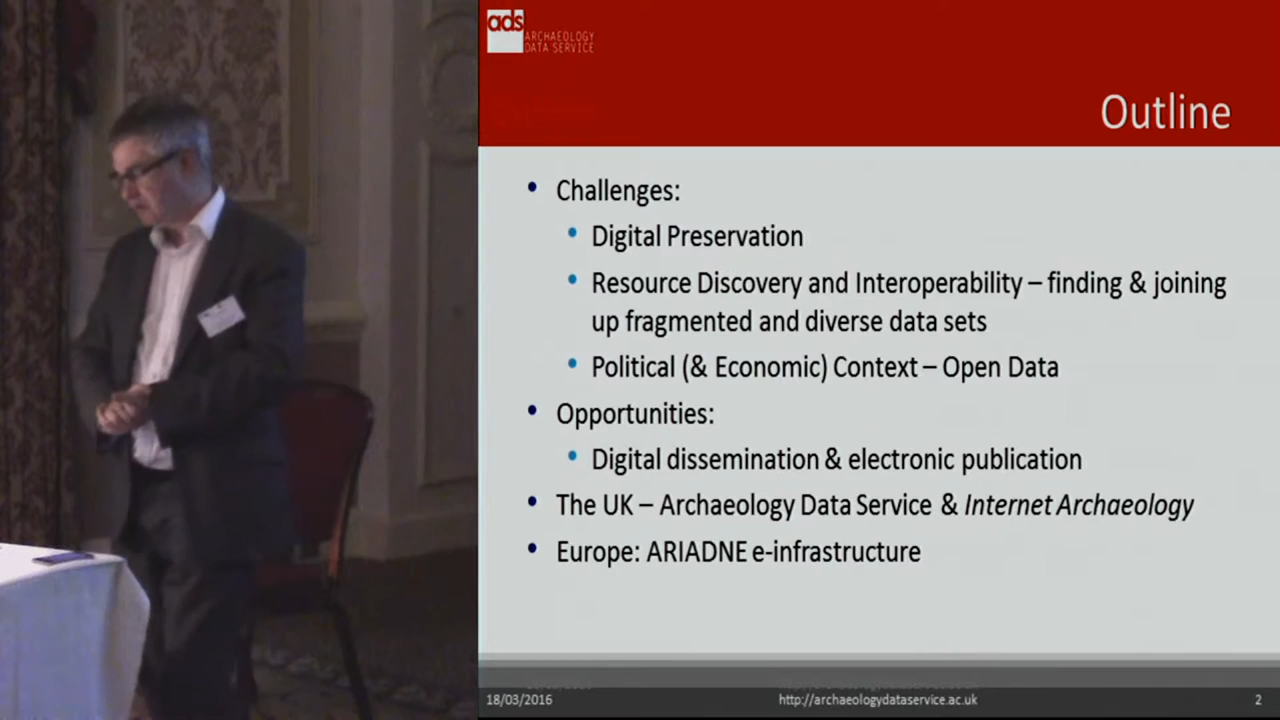 ads
ARCHAEOLOGY
DATA SERVICE
Outline
• Challenges:
• Digital Preservation
• Resource Discovery and Interoperability – finding & joining
up fragmented and diverse data sets
• Political (& Economic) Context – Open Data
• Opportunities:
• Digital dissemination & electronic publication
• The UK – Archaeology Data Service & Internet Archaeology
• Europe: ARIADNE e-infrastructure
18/03/2016
http://archaeologydataservice.ac.uk
2